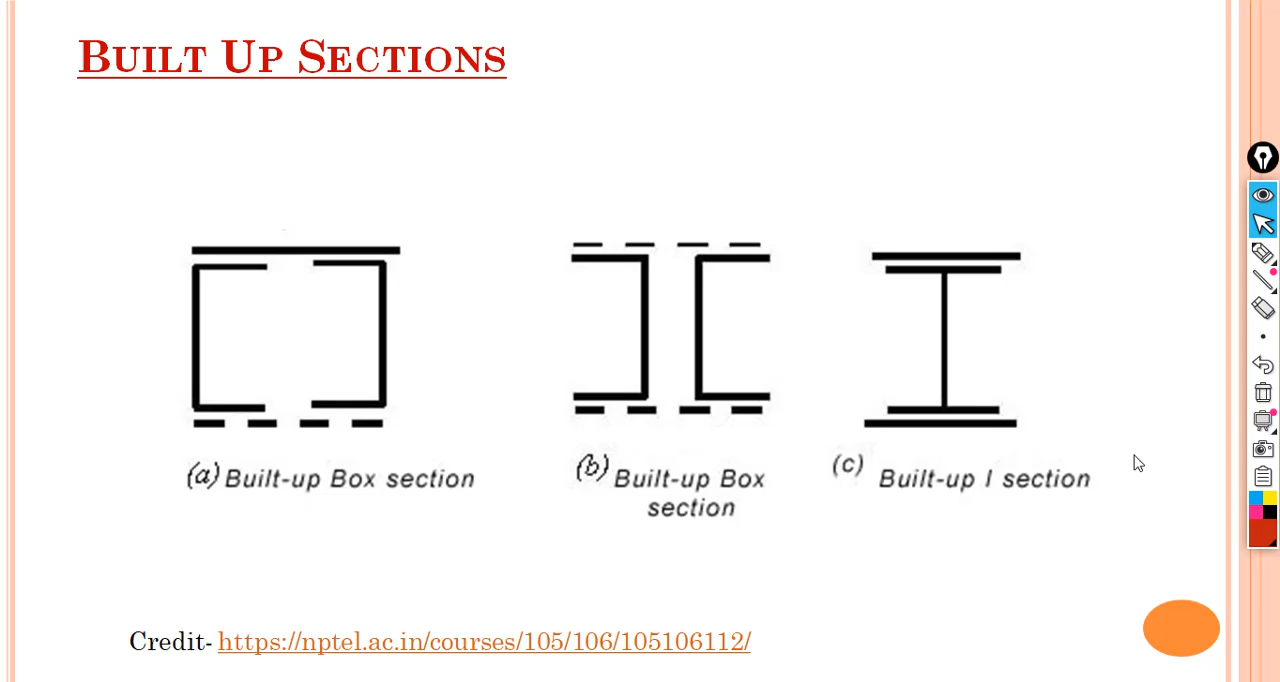 BUILT UP SECTIONS
(a) Built-up Box section
(b) Built-up Box
section
(c) Built-up I section
Credit- https://nptel.ac.in/courses/105/106/105106112/